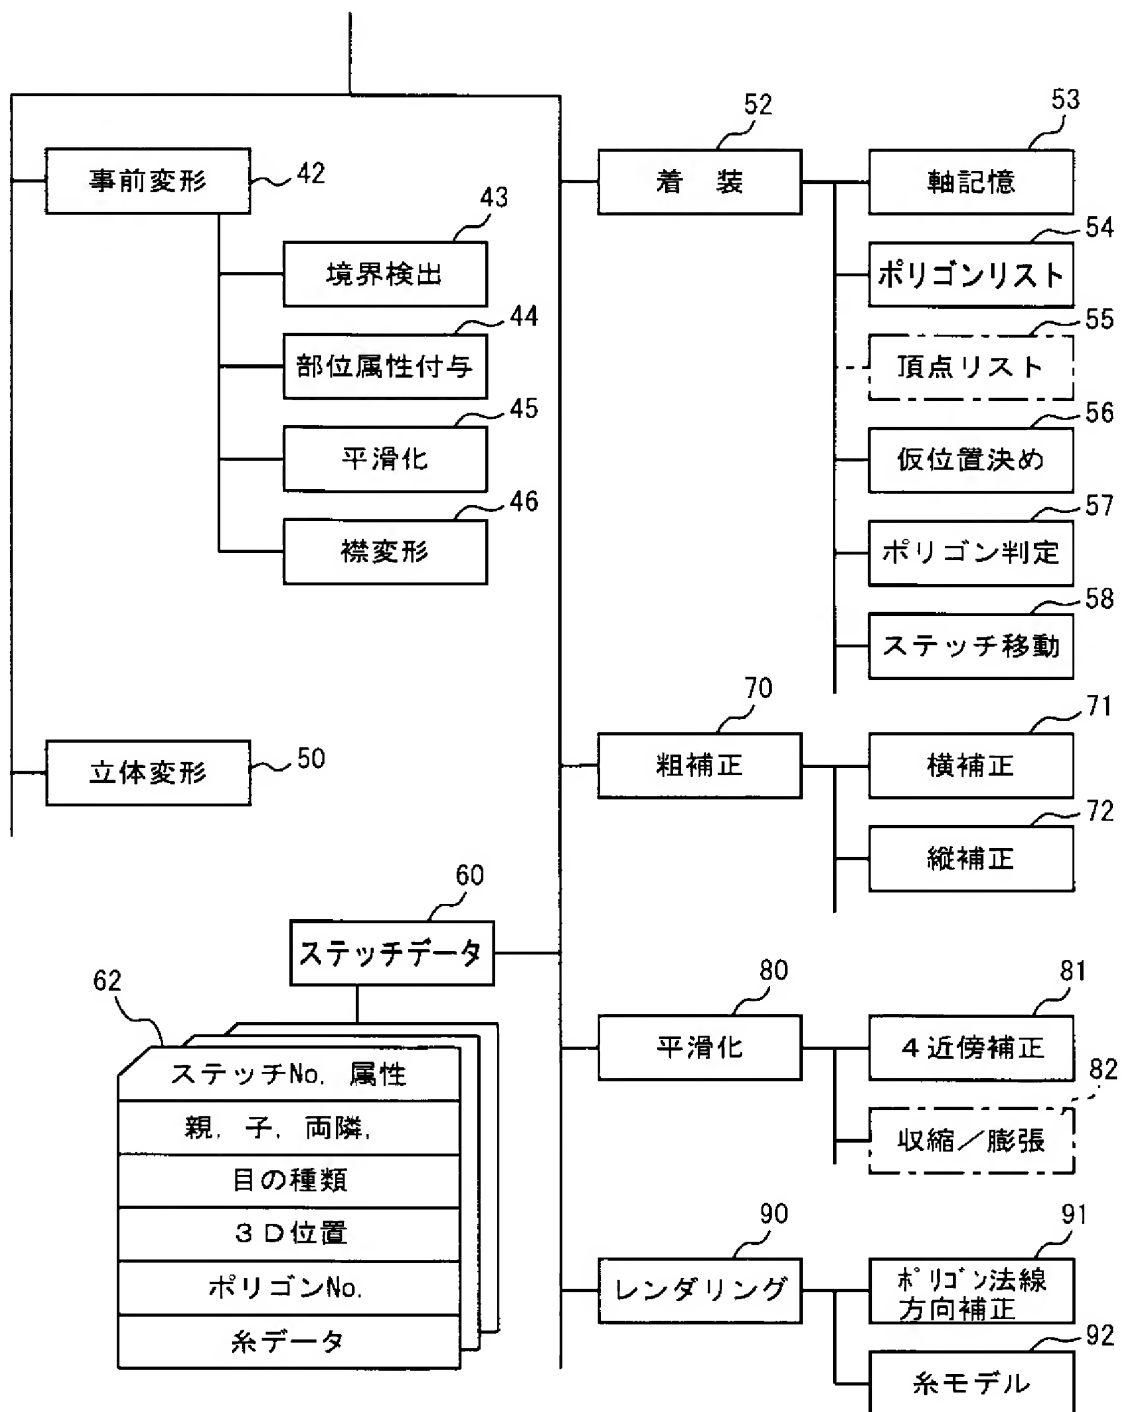 事前変形
42
境界検出
43
部位属性付与
44
平滑化
45
襟変形
46
立体変形
50
着 装
52
軸記憶
53
ポリゴンリスト
54
頂点リスト
55
仮位置決め
56
ポリゴン判定
57
ステッチ移動
58
ステッチデータ
60
62
ステッチNo. 属性
親. 子. 両隣.
目の種類
3D位置
ポリゴンNo.
糸データ
粗補正
70
横補正
71
縦補正
72
平滑化
80
4近傍補正
81
収縮/膨張
82
レンダリング
90
ポリゴン法線
方向補正
91
糸モデル
92